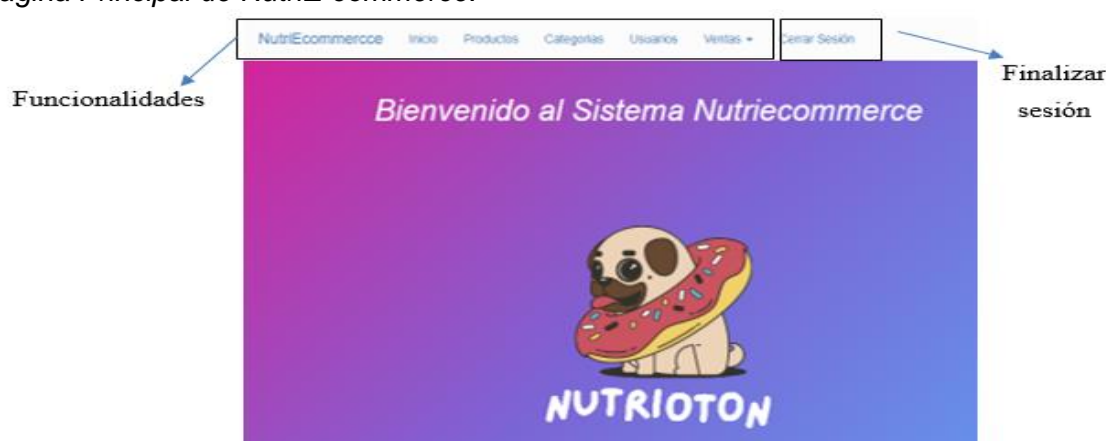 Página Principal de NutriE-commerce.
NutriEcommercce Inicio Productos Categorías Usuarios Ventas Cerrar Sesión
Funcionalidades
Finalizar
sesión
Bienvenido al Sistema Nutriecommerce
NUTRIOTON